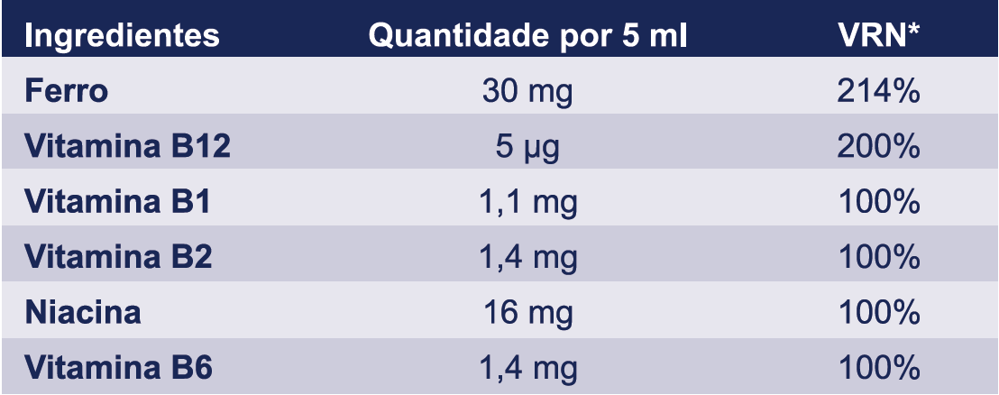 Ingredientes Quantidade por 5 ml VRN*
Ferro 30 mg 214%
Vitamina B12 5 µg 200%
Vitamina B1 1,1 mg 100%
Vitamina B2 1,4 mg 100%
Niacina 16 mg 100%
Vitamina B6 1,4 mg 100%